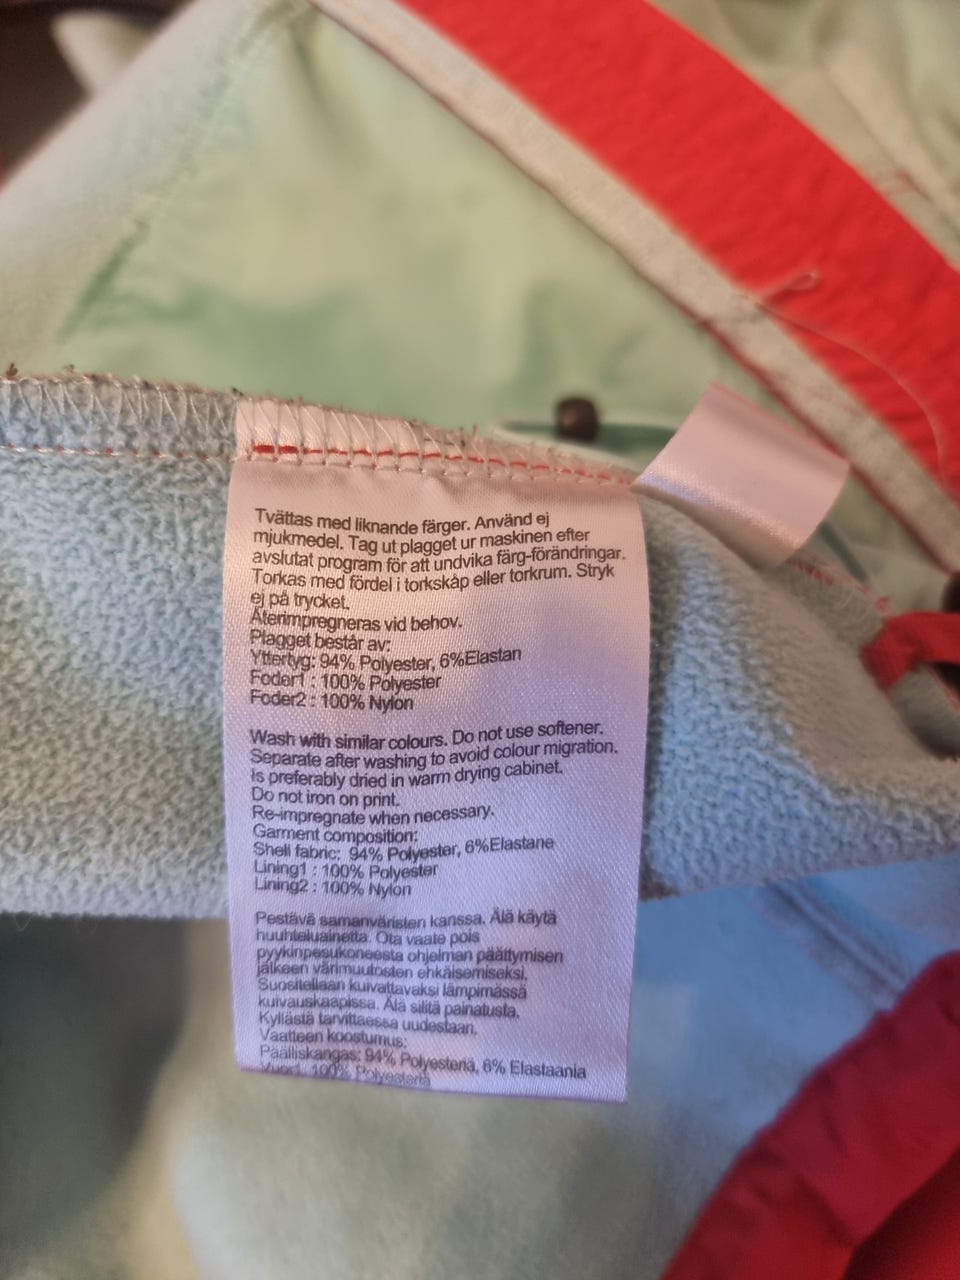 Tvättas med liknande färger. Använd ej
mjukmedel. Tag ut plagget ur maskinen efter
avslutat program för att undvika färg-förändringar.
Torkas med fördel i torkskåp eller torkrum. Stryk
ej på trycket.
Återimpregneras vid behov.
Plagget består av:
Yttertyg: 94% Polyester, 6%Elastan
Foder1 : 100% Polyester
Foder2 : 100% Nylon
Wash with similar colours. Do not use softener.
Separate after washing to avoid colour migration.
Is preferably dried in warm drying cabinet.
Do not iron on print.
Re-impregnate when necessary.
Garment composition:
Shell fabric: 94% Polyester, 6%Elastane
Lining1 : 100% Polyester
Lining2 : 100% Nylon
Pestävä samanväristen kanssa. Älä käytä
huuhteluainetta. Ota vaate pois
pyykinpesukoneesta ohjelman päättymisen
jälkeen värimuutosten ehkäisemiseksi.
Suositellaan kuivattavaksi lämpimässä
kuivauskaapissa. Älä silitä painatusta.
Kyllästä tarvittaessa uudestaan.
Vaatteen koostumus:
Päälliskangas: 94% Polyesteriä, 6% Elastaania
Vuori: 100% Polyesteriä